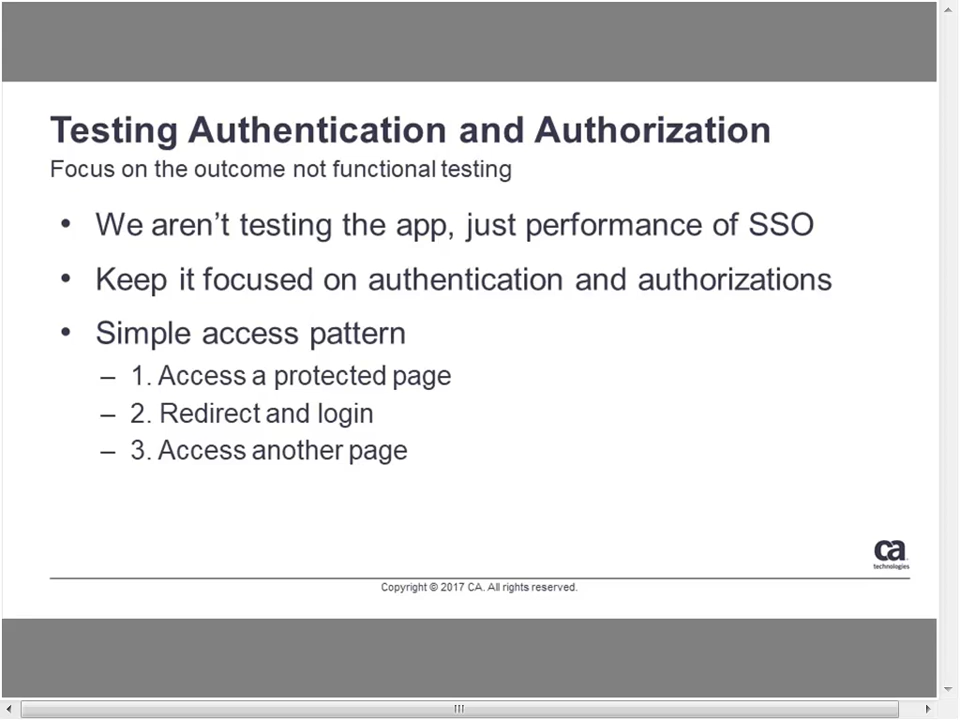 Testing Authentication and Authorization
Focus on the outcome not functional testing
• We aren’t testing the app, just performance of SSO
• Keep it focused on authentication and authorizations
• Simple access pattern
– 1. Access a protected page
– 2. Redirect and login
– 3. Access another page
ca
technologies
Copyright © 2017 CA. All rights reserved.